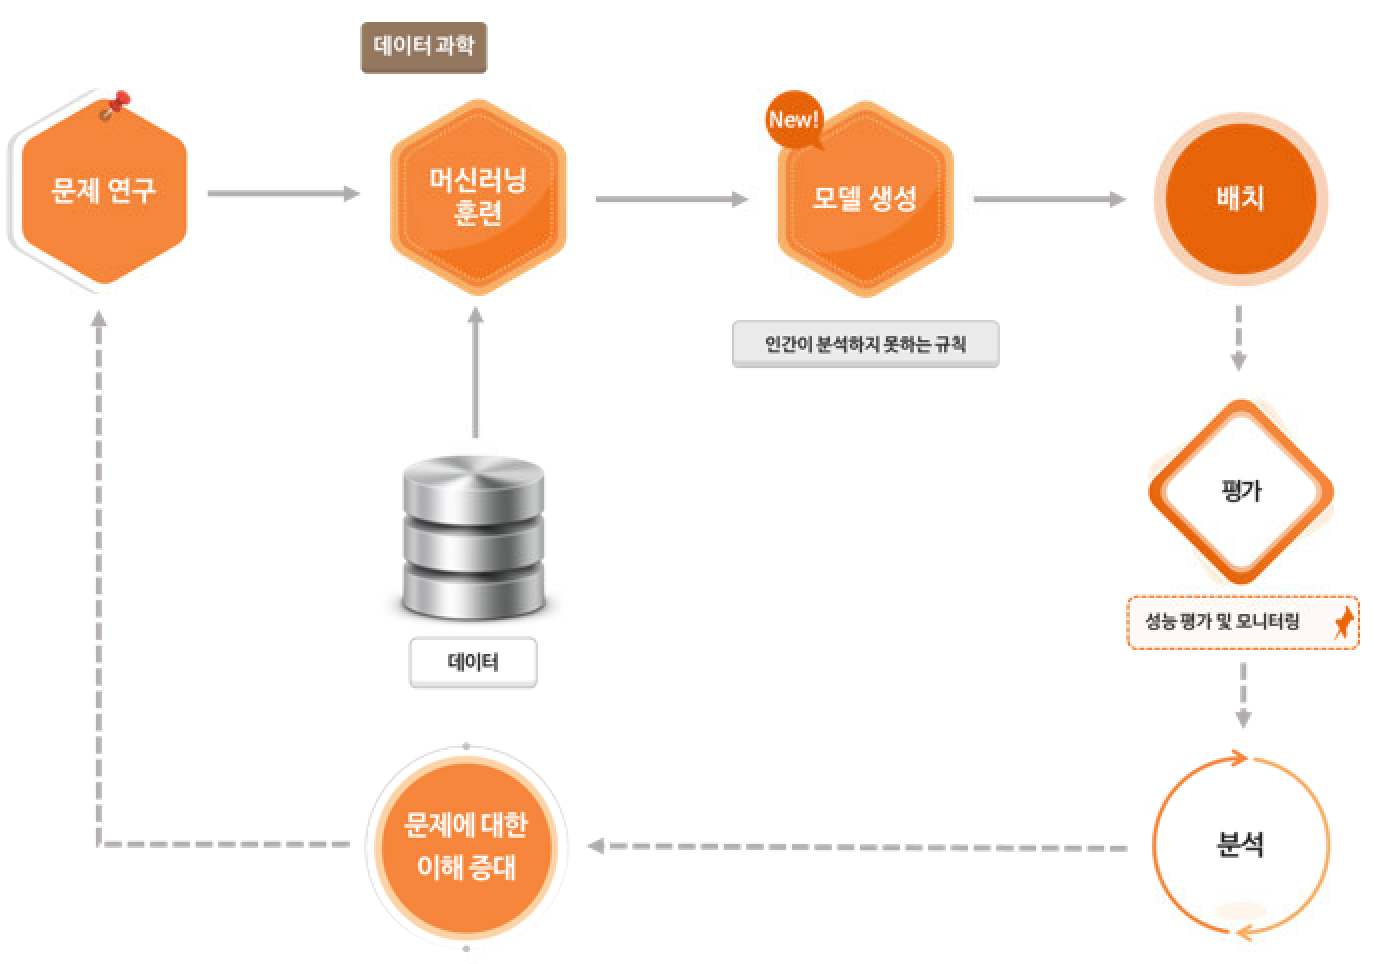 데이터 과학
문제 연구
머신러닝
훈련
New!
모델 생성
배치
인간이 분석하지 못하는 규칙
평가
성능 평가 및 모니터링
데이터
문제에 대한
이해 증대
분석